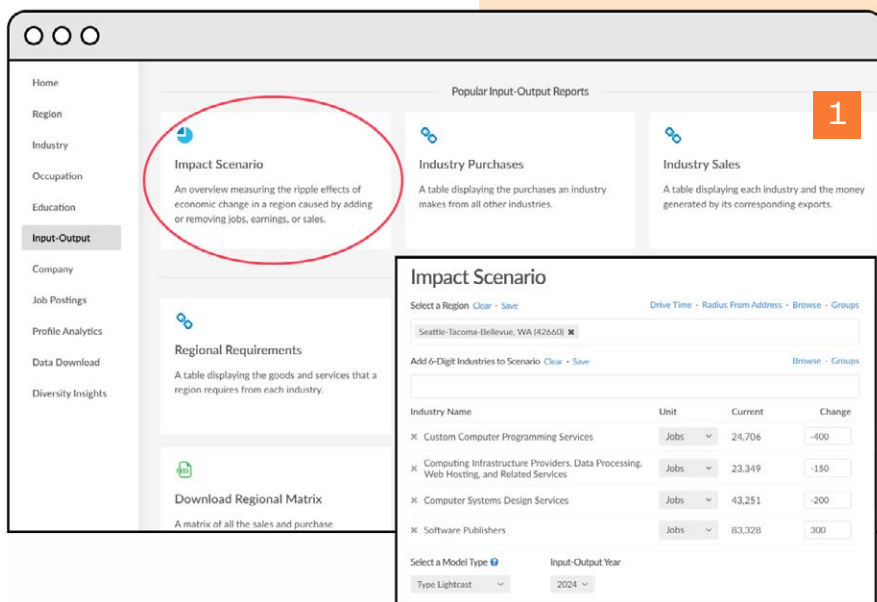 Home
Region
Industry
Occupation
Education
Input-Output
Company
Job Postings
Profile Analytics
Data Download
Diversity Insights
Popular Input-Output Reports
1
Impact Scenario
An overview measuring the ripple effects of
economic change in a region caused by adding
or removing jobs, earnings, or sales.
Industry Purchases
A table displaying the purchases an industry
makes from all other industries.
Industry Sales
A table displaying each industry and the money
generated by its corresponding exports.
Regional Requirements
A table displaying the goods and services that a
region requires from each industry.
Download Regional Matrix
A matrix of all the sales and purchase
Impact Scenario
Select a Region Clear · Save Drive Time · Radius From Address · Browse · Groups
Seattle-Tacoma-Bellevue, WA (42660) ✖
Add 6-Digit Industries to Scenario Clear · Save Browse · Groups
Industry Name Unit Current Change
✖ Custom Computer Programming Services Jobs 24,706 -400
✖ Computing Infrastructure Providers, Data Processing,
Web Hosting, and Related Services Jobs 23,349 -150
✖ Computer Systems Design Services Jobs 43,251 -200
✖ Software Publishers Jobs 83,328 300
Select a Model Type ? Input-Output Year
Type Lightcast 2024